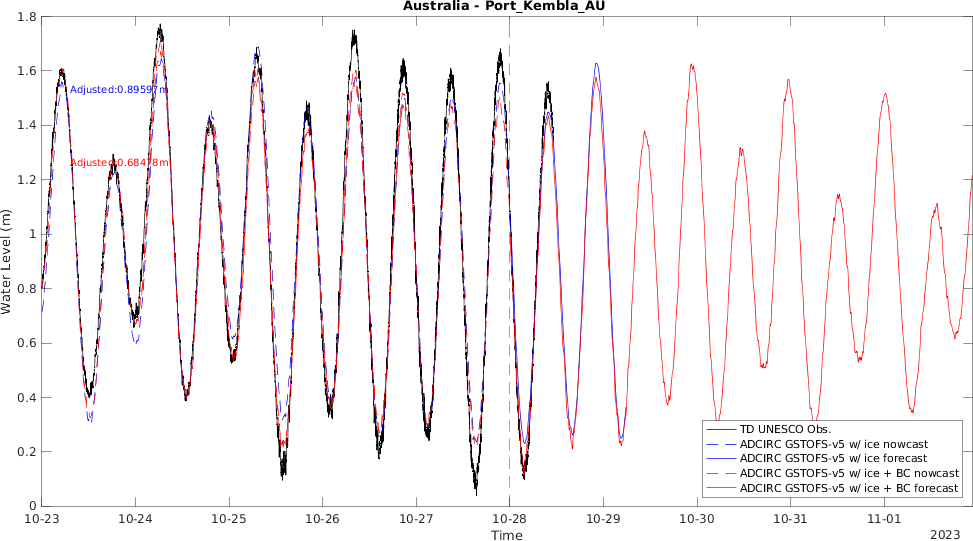 Australia - Port_Kembla_AU
1.8
1.6
1.4
1.2
1
0.8
0.6
0.4
0.2
0
Water Level (m)
Adjusted:0.89597m
Adjusted:0.68478m
TD UNESCO Obs.
ADCIRC GSTOFS-v5 w/ ice nowcast
ADCIRC GSTOFS-v5 w/ ice forecast
ADCIRC GSTOFS-v5 w/ ice + BC nowcast
ADCIRC GSTOFS-v5 w/ ice + BC forecast
10-23 10-24 10-25 10-26 10-27 10-28 10-29 10-30 10-31 11-01
Time
2023